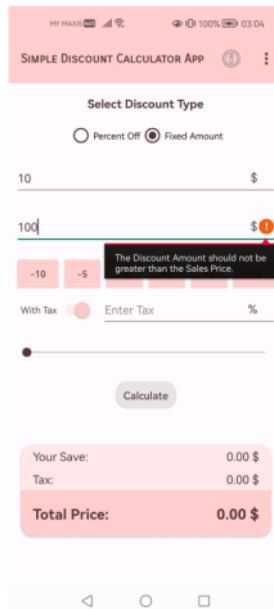 MY MAXIS 100% 03:04
SIMPLE DISCOUNT CALCULATOR APP
Select Discount Type
Percent Off Fixed Amount
10 $
100 $
The Discount Amount should not be
greater than the Sales Price.
-10 -5
With Tax Enter Tax %
Calculate
Your Save: 0.00 $
Tax: 0.00 $
Total Price: 0.00 $